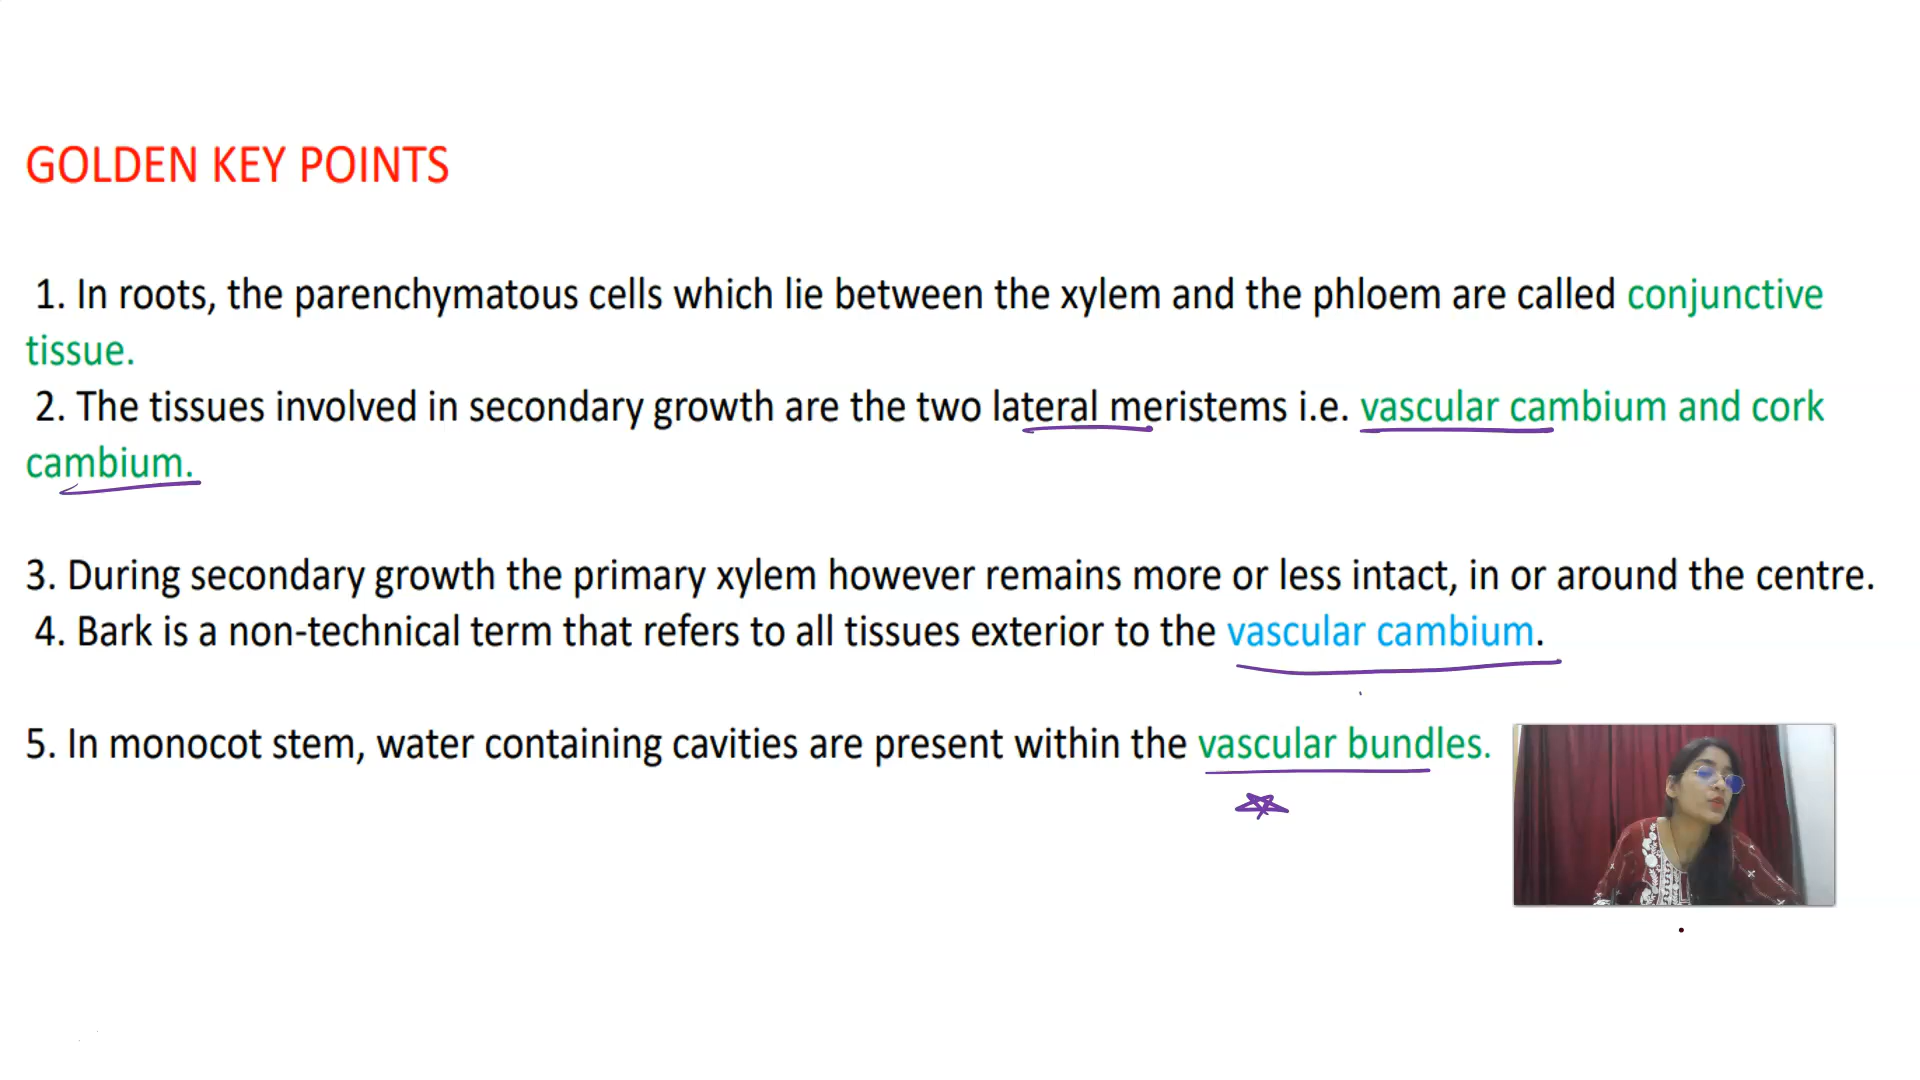 GOLDEN KEY POINTS
1. In roots, the parenchymatous cells which lie between the xylem and the phloem are called conjunctive
tissue.
2. The tissues involved in secondary growth are the two lateral meristems i.e. vascular cambium and cork
cambium.
3. During secondary growth the primary xylem however remains more or less intact, in or around the centre.
4. Bark is a non-technical term that refers to all tissues exterior to the vascular cambium.
5. In monocot stem, water containing cavities are present within the vascular bundles.